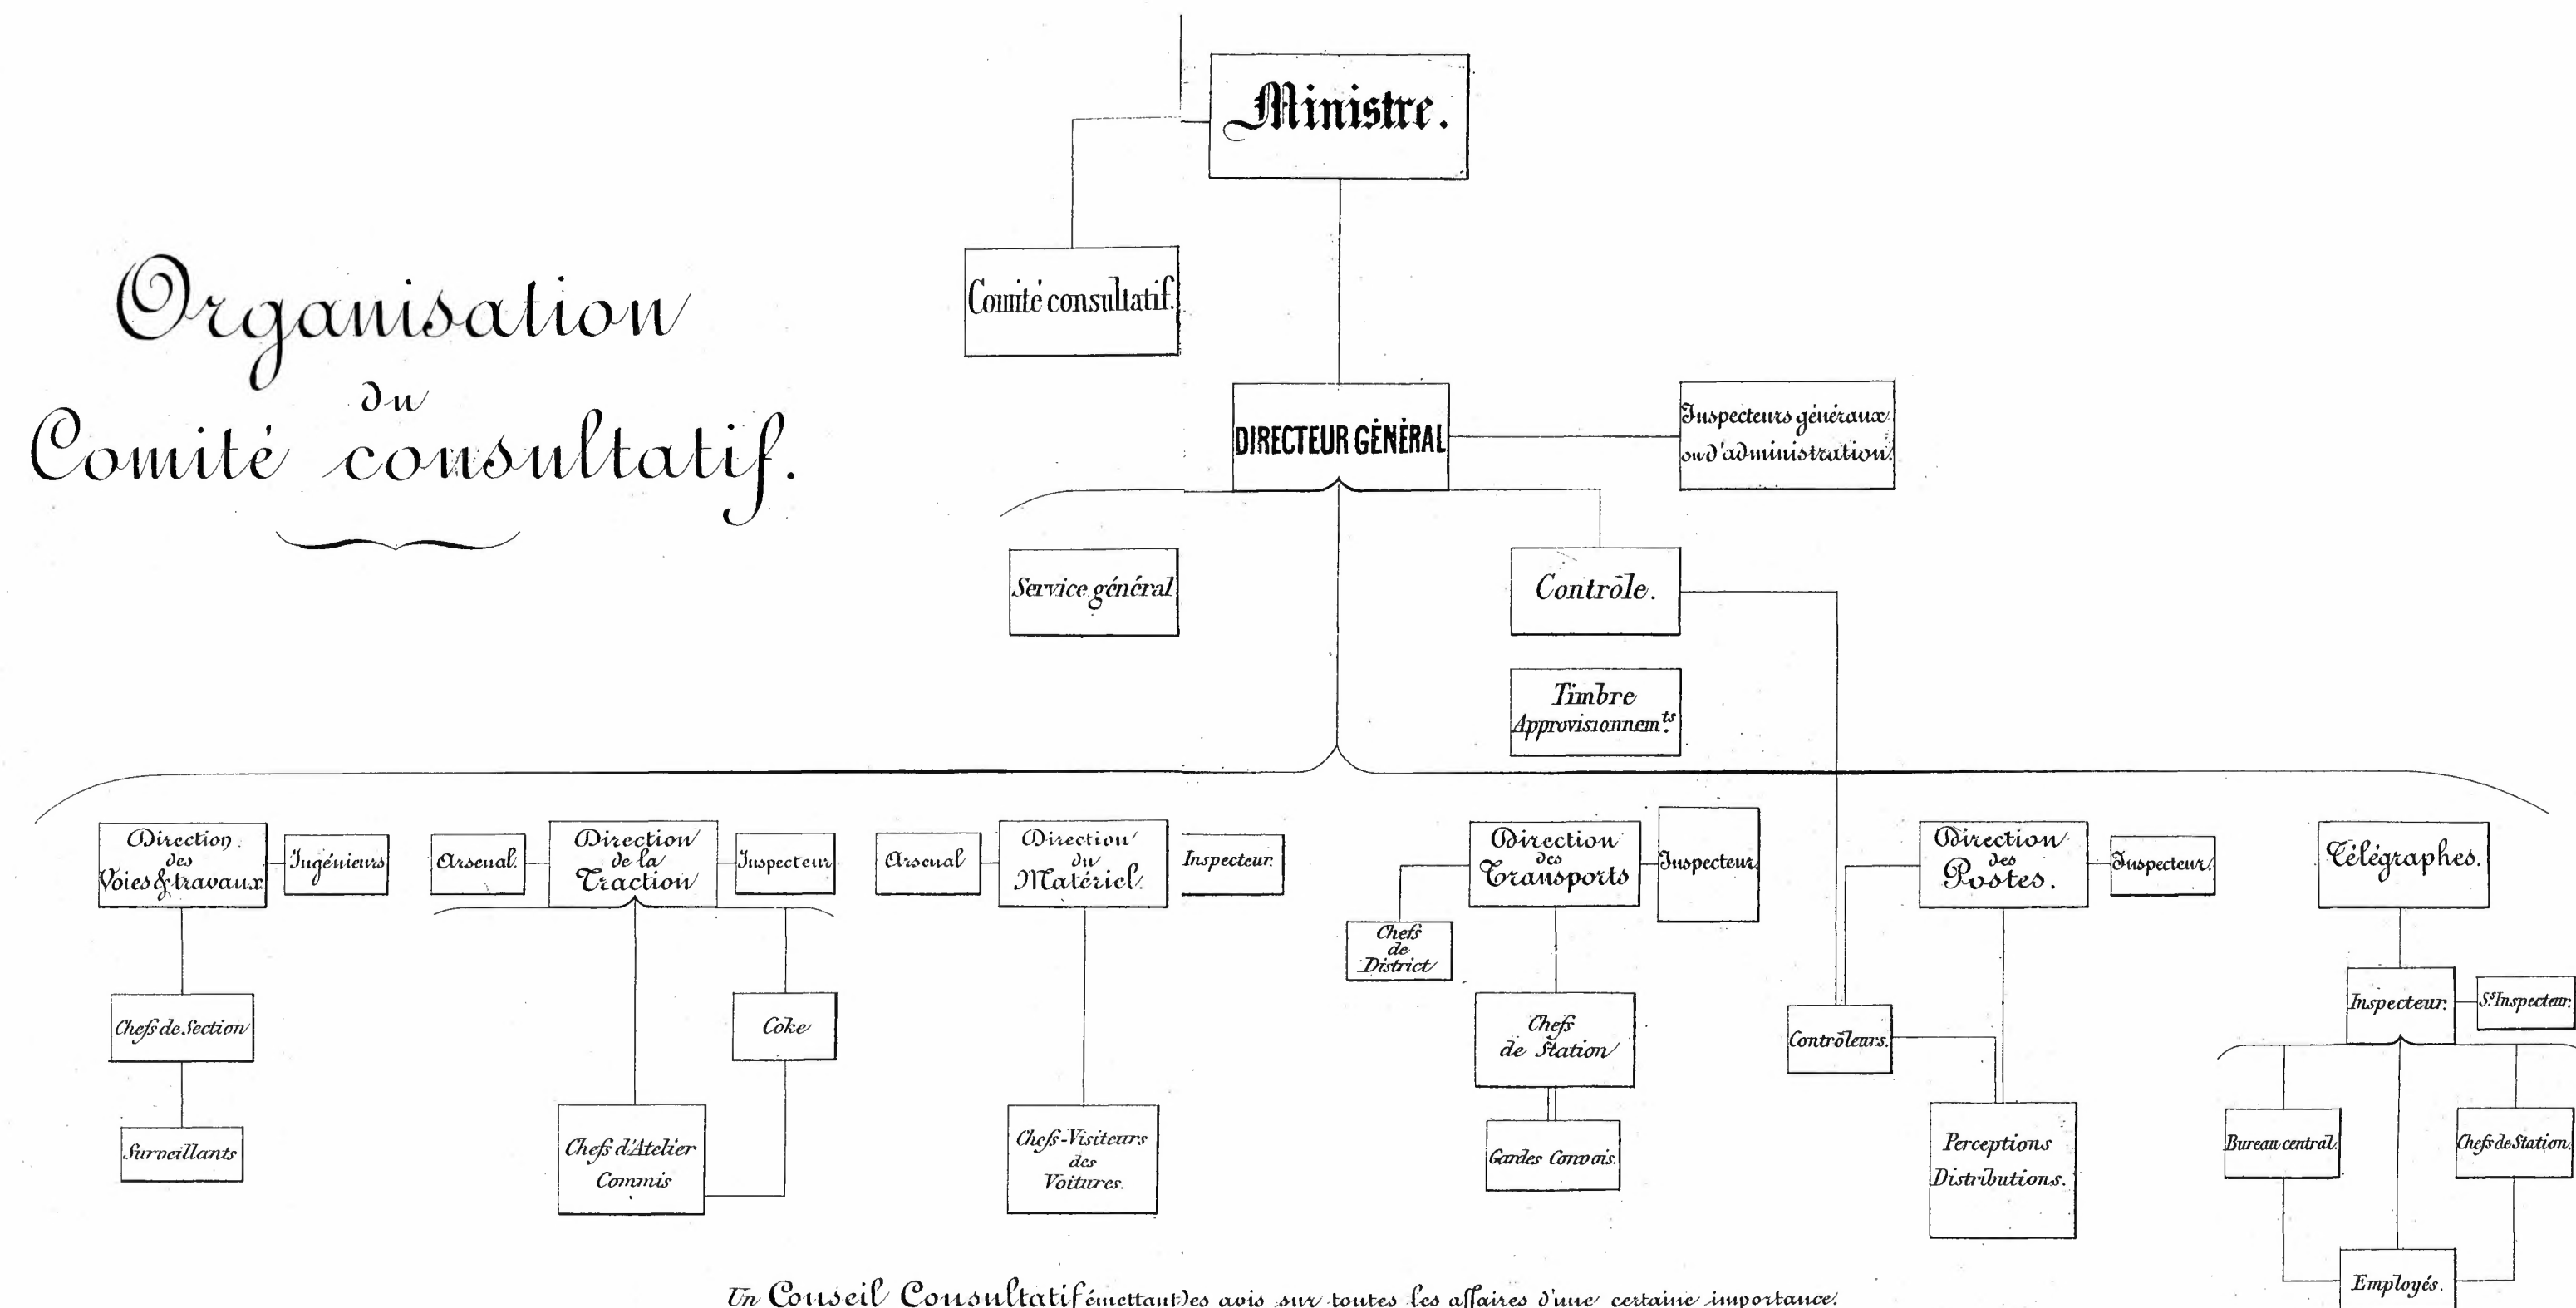 Ministre.
Organisation
du
Comité consultatif.
Comité consultatif.
DIRECTEUR GÉNÉRAL
Inspecteurs généraux
ou d'administration.
Service général
Contrôle.
Timbre
Approvisionnem.ts
Direction
des
Voies & travaux.
Ingénieurs
Arsenal.
Direction
de la
Traction
Inspecteur
Arsenal
Direction
du
Matériel.
Inspecteur.
Direction
des
Transports
Inspecteur.
Direction
des
Postes.
Inspecteur.
Télégraphes.
Chefs
de
District
Chefs de Section
Coke
Chefs
de Station
Contrôleurs.
Inspecteur.
Ss. Inspecteur.
Surveillants
Chefs d'Atelier
Commis
Chefs-Visiteurs
des
Voitures.
Gardes Convois.
Perceptions
Distributions.
Bureau central.
Chefs de Station.
Employés.
Un Conseil Consultatif émettant des avis sur toutes les affaires d'une certaine importance.